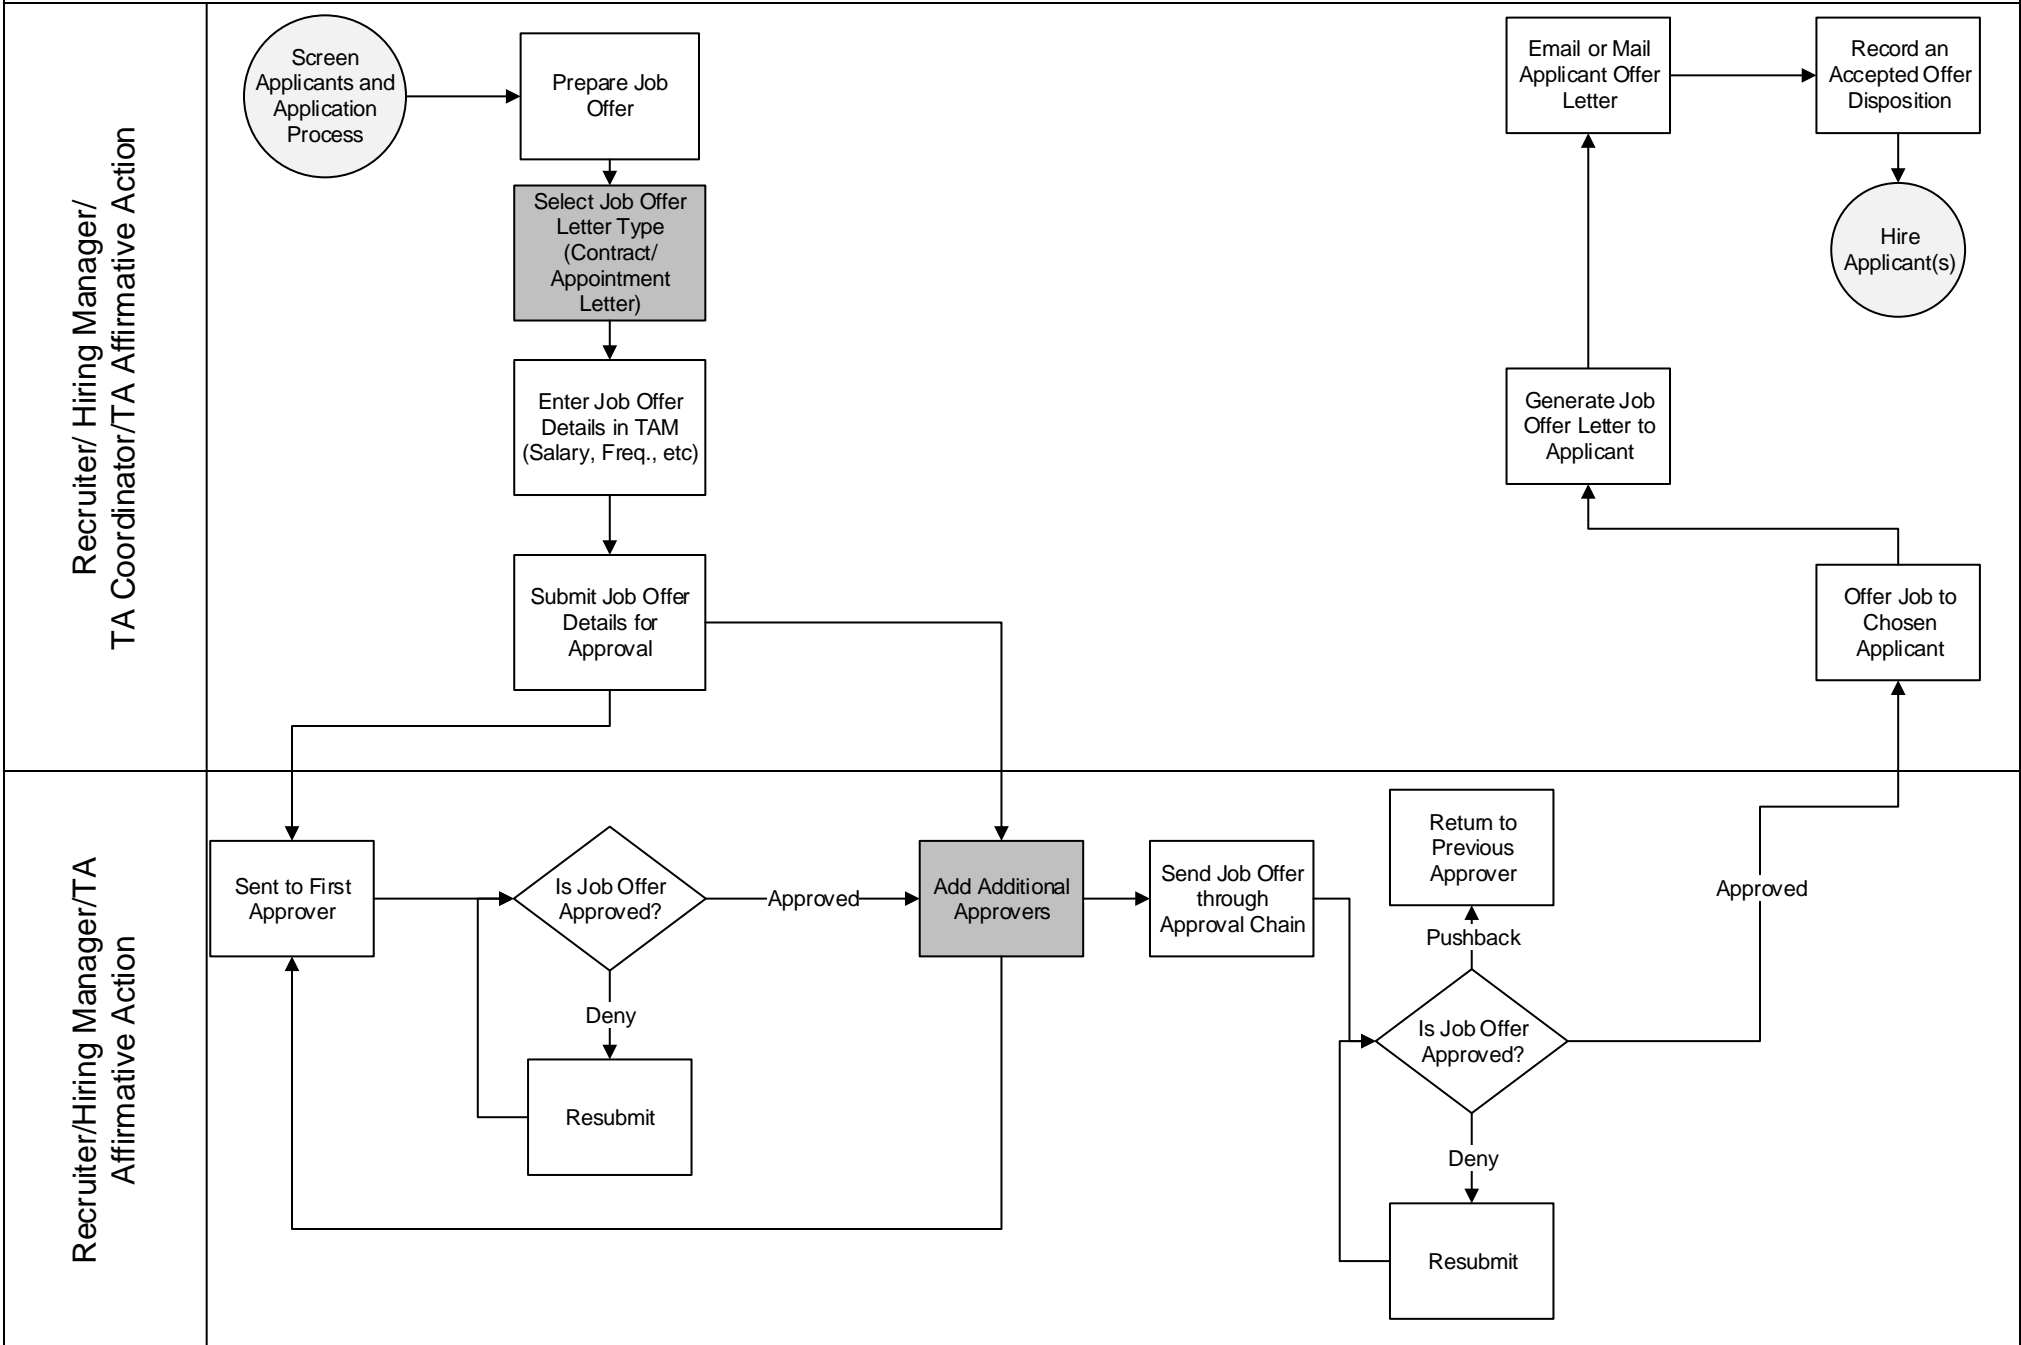 Recruiter/ Hiring Manager/
TA Coordinator/TA Affirmative Action
Screen
Applicants and
Application
Process
Prepare Job
Offer
Select Job Offer
Letter Type
(Contract/
Appointment
Letter)
Enter Job Offer
Details in TAM
(Salary, Freq., etc)
Submit Job Offer
Details for
Approval
Email or Mail
Applicant Offer
Letter
Record an
Accepted Offer
Disposition
Hire
Applicant(s)
Generate Job
Offer Letter to
Applicant
Offer Job to
Chosen
Applicant
Recruiter/Hiring Manager/TA
Affirmative Action
Sent to First
Approver
Is Job Offer
Approved?
Approved
Deny
Resubmit
Add Additional
Approvers
Send Job Offer
through
Approval Chain
Return to
Previous
Approver
Pushback
Is Job Offer
Approved?
Approved
Deny
Resubmit